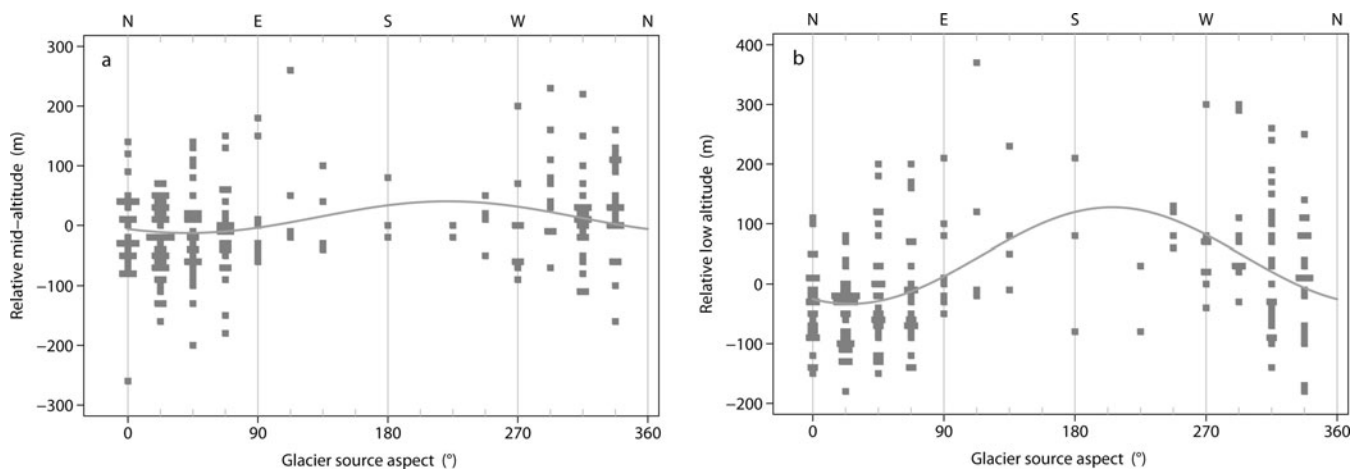 N E S W N
a
300
200
100
0
−100
−200
−300
Relative mid-altitude (m)
0 90 180 270 360
Glacier source aspect (°)
N E S W N
b
400
300
200
100
0
−100
−200
Relative low altitude (m)
0 90 180 270 360
Glacier source aspect (°)